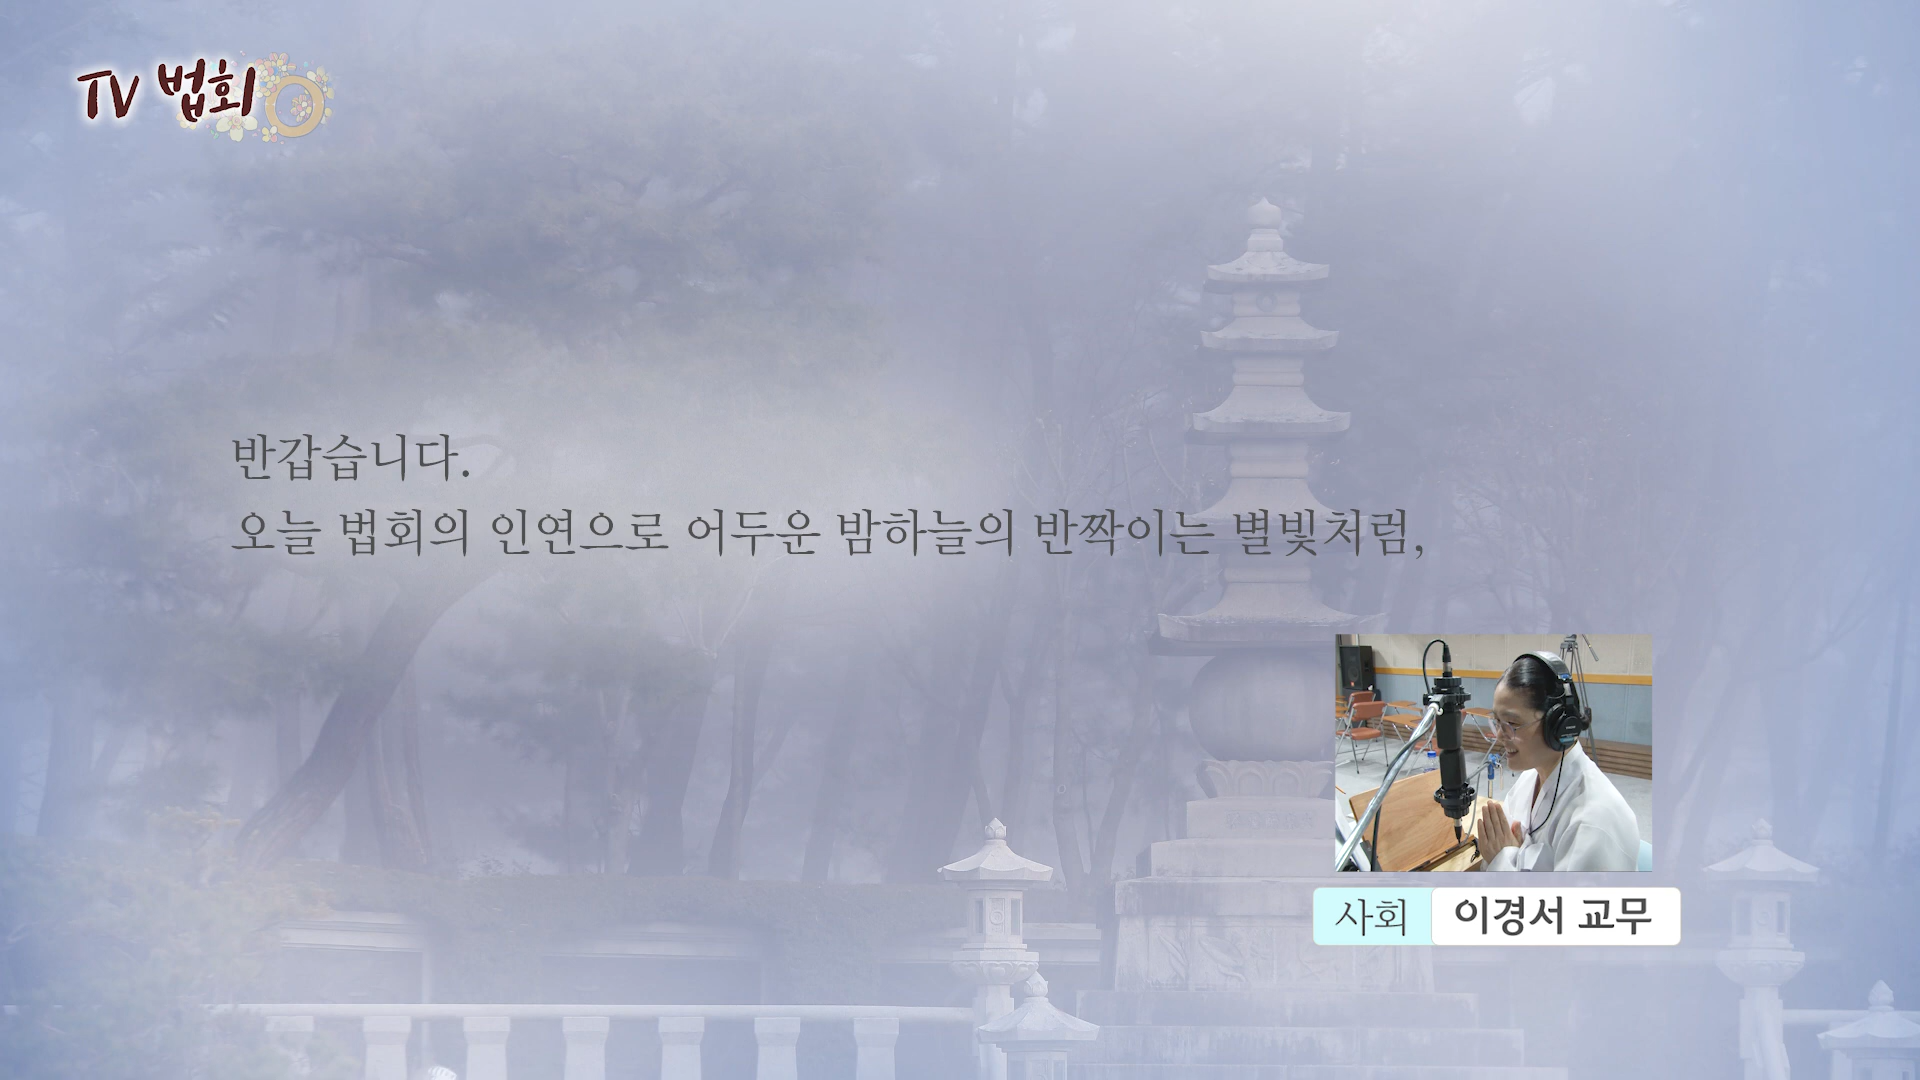 TV 법회
반갑습니다.
오늘 법회의 인연으로 어두운 밤하늘의 반짝이는 별빛처럼,
사회 이경서 교무